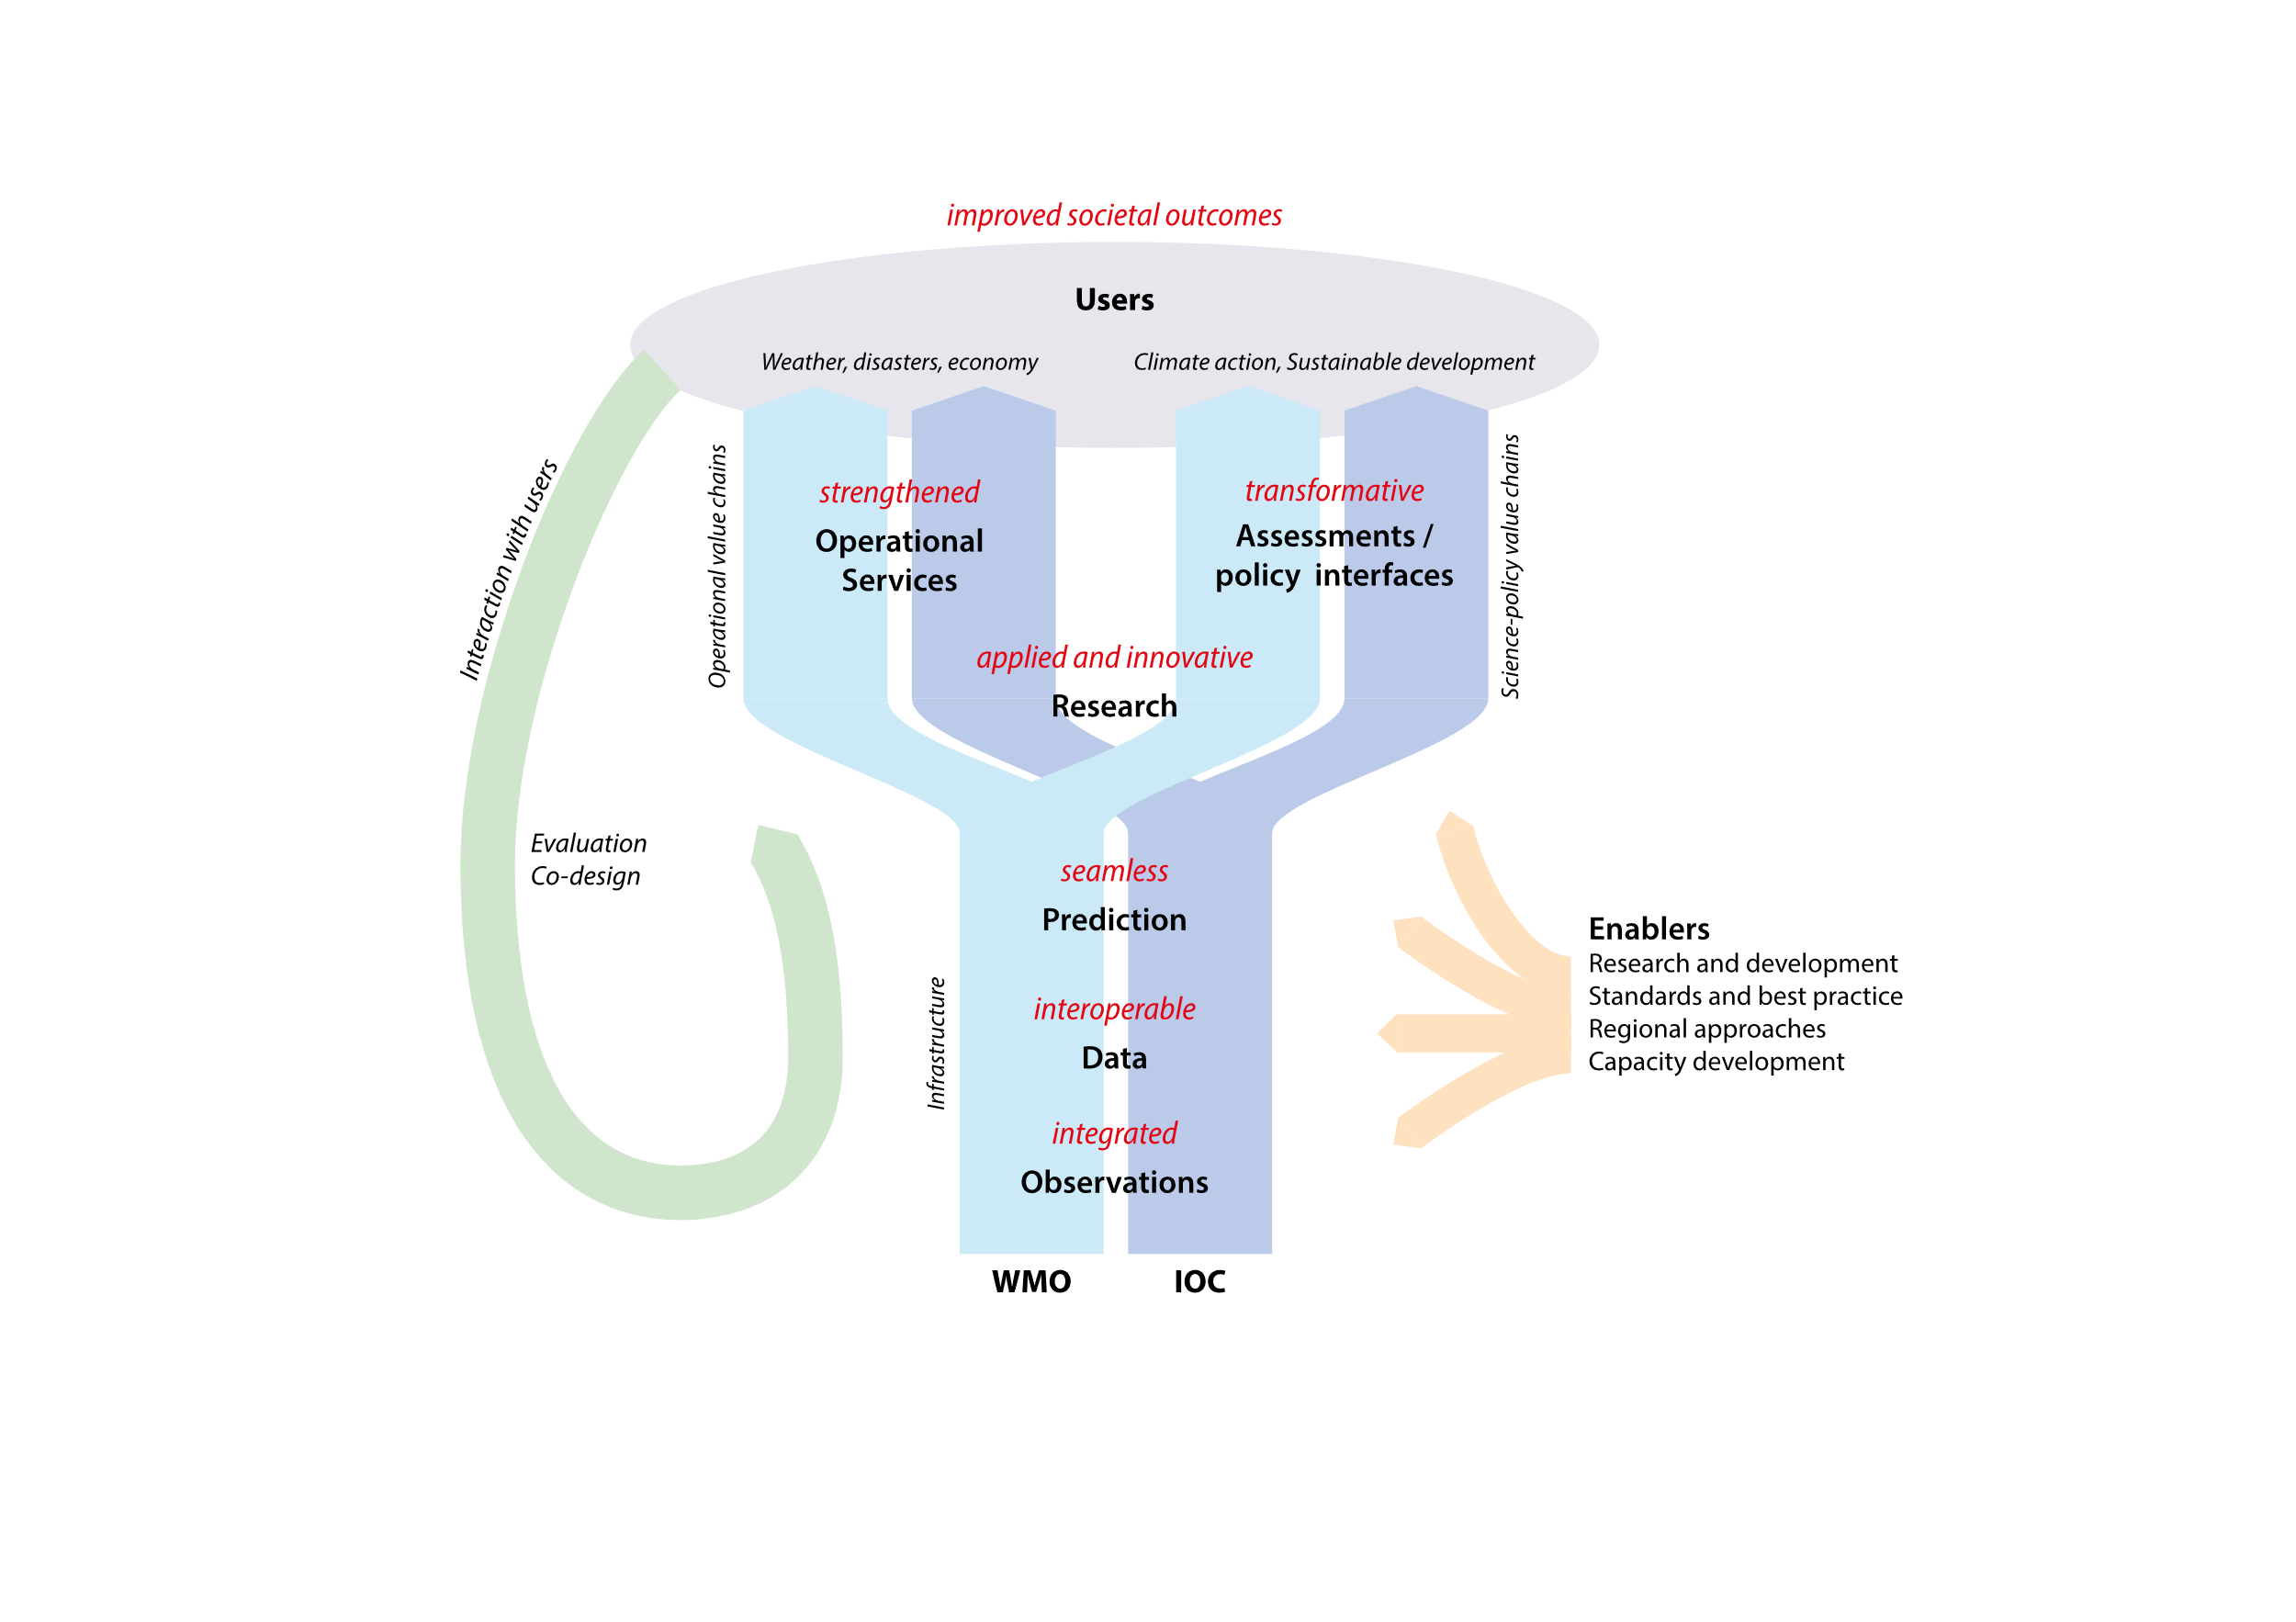 improved societal outcomes
Users
Weather, disasters, economy
Climate action, Sustainable development
Interaction with users
Operational value chains
strengthened
Operational
Services
transformative
Assessments /
policy interfaces
Science-policy value chains
applied and innovative
Research
Evaluation
Co-design
seamless
Prediction
Infrastructure
interoperable
Data
integrated
Observations
WMO
IOC
Enablers
Research and development
Standards and best practice
Regional approaches
Capacity development